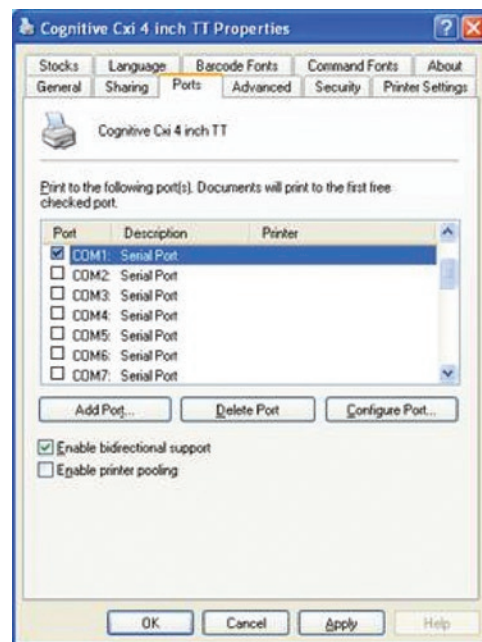 Cognitive Cxi 4 inch TT Properties
Stocks Language Barcode Fonts Command Fonts About
General Sharing Ports Advanced Security Printer Settings
Cognitive Cxi 4 inch TT
Print to the following port(s). Documents will print to the first free
checked port.
Port Description Printer
COM1: Serial Port
COM2: Serial Port
COM3: Serial Port
COM4: Serial Port
COM5: Serial Port
COM6: Serial Port
COM7: Serial Port
Add Port... Delete Port Configure Port...
Enable bidirectional support
Enable printer pooling
OK Cancel Apply Help